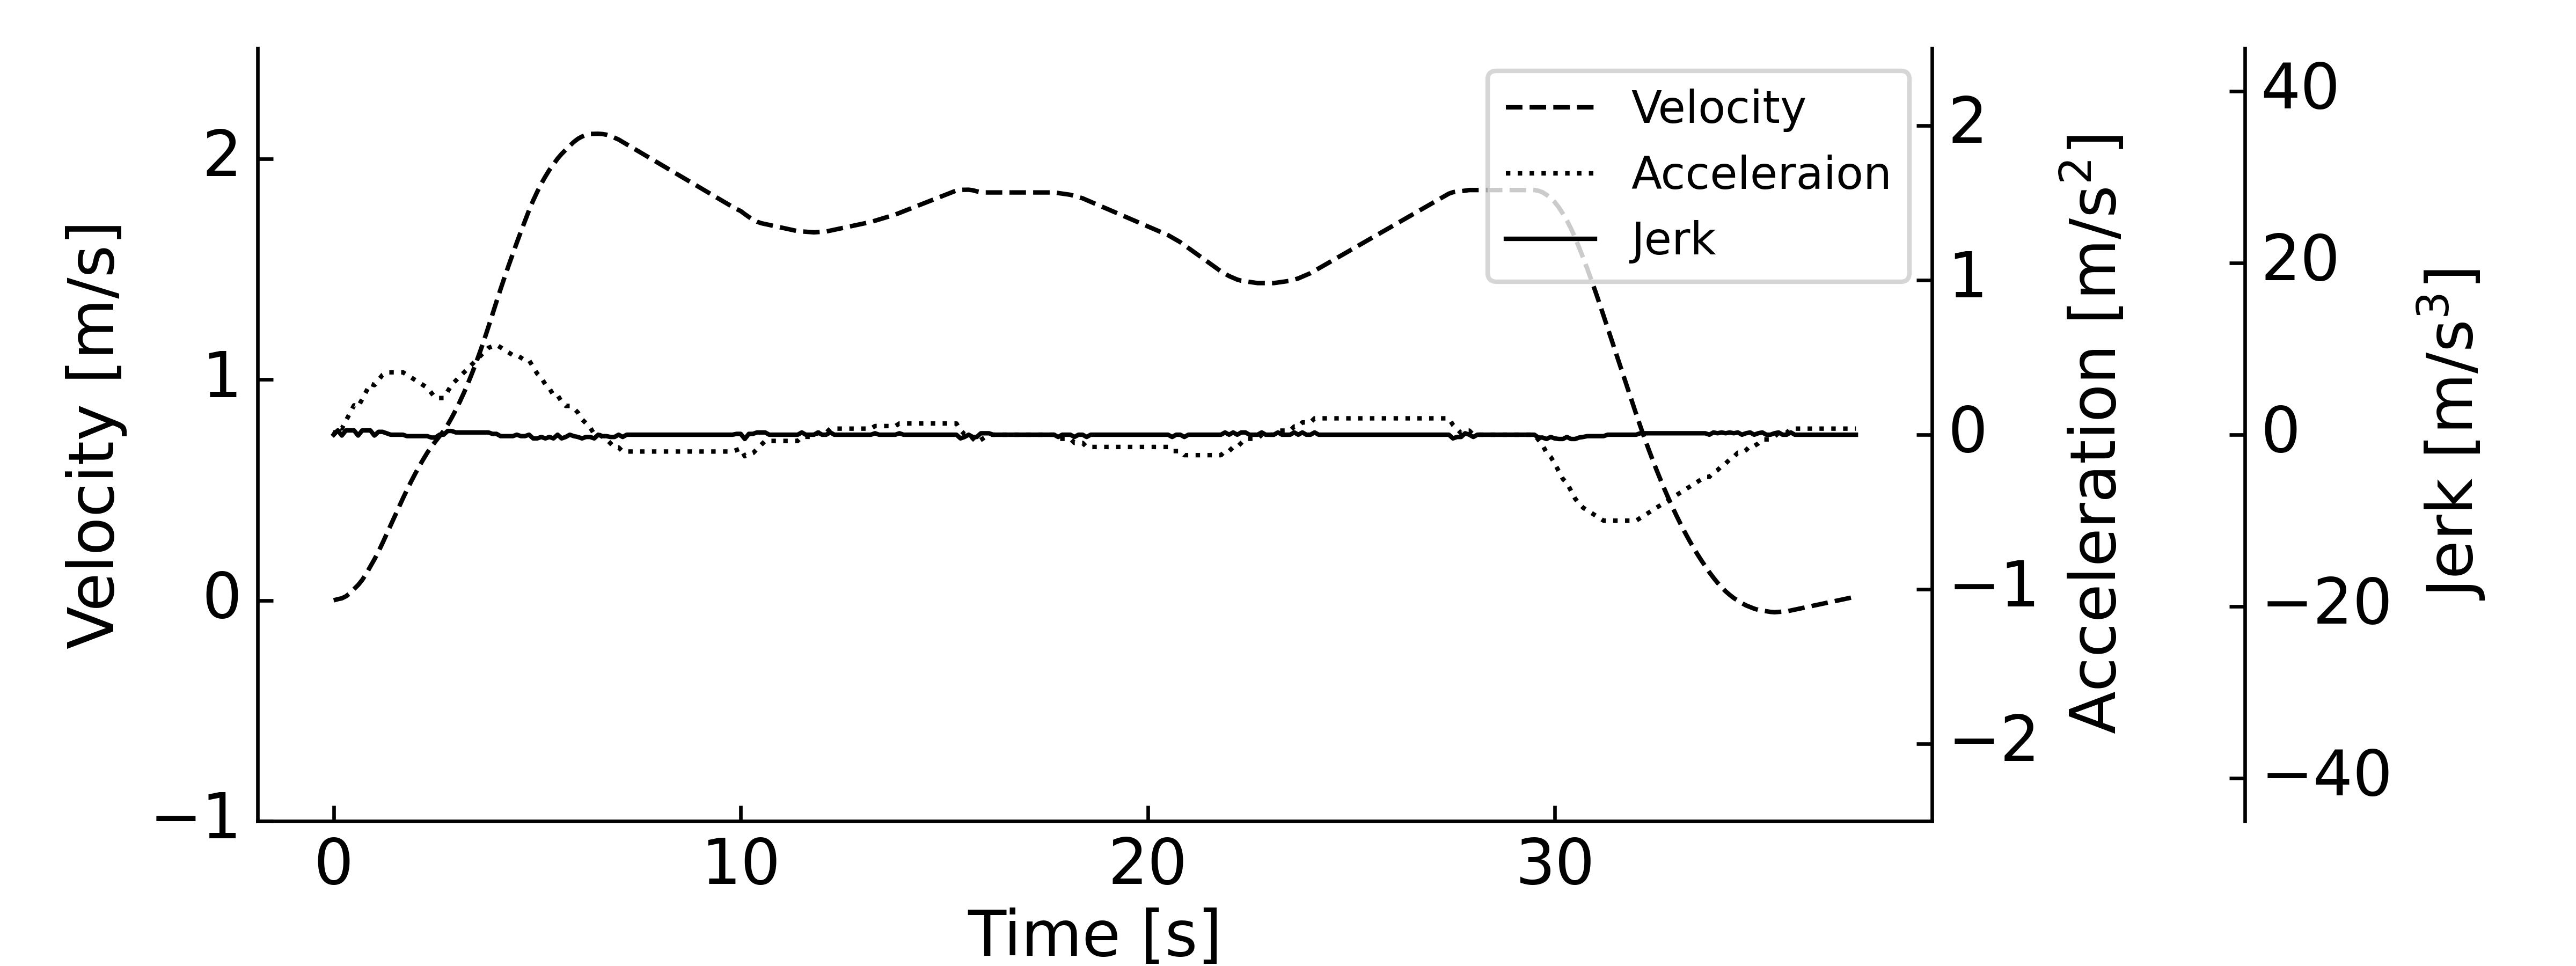 Velocity [m/s]
2
1
0
−1
0 10 20 30
Time [s]
Velocity
Acceleraion
Jerk
2
1
0
−1
−2
Acceleration [m/s²]
40
20
0
−20
−40
Jerk [m/s³]